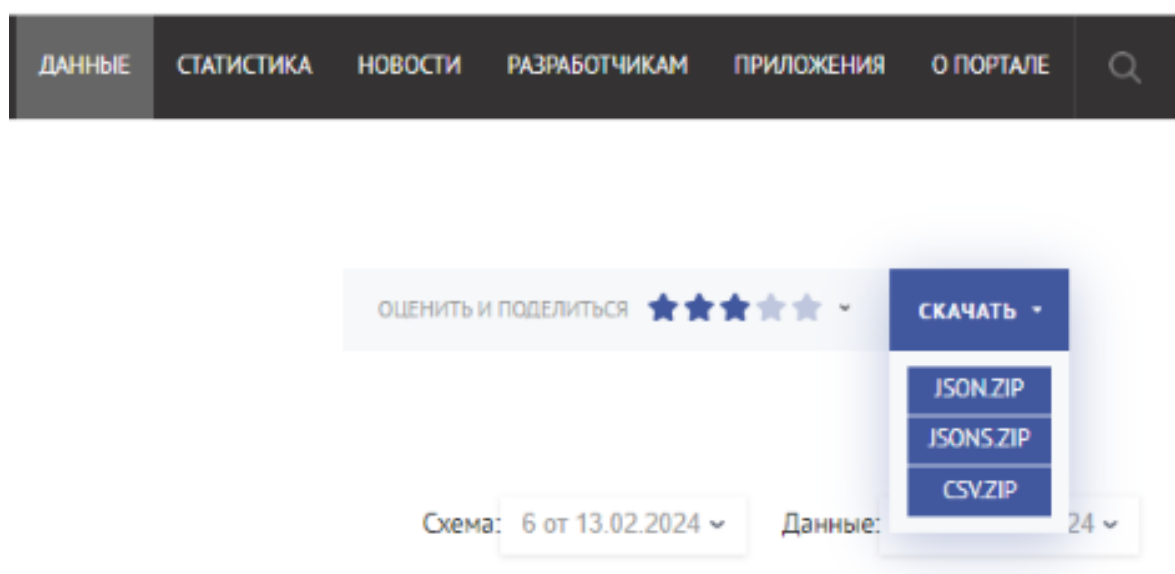 ДАННЫЕ СТАТИСТИКА НОВОСТИ РАЗРАБОТЧИКАМ ПРИЛОЖЕНИЯ О ПОРТАЛЕ
ОЦЕНИТЬ И ПОДЕЛИТЬСЯ СКАЧАТЬ
JSON.ZIP
JSONS.ZIP
CSV.ZIP
Схема: 6 от 13.02.2024 Данные: 24